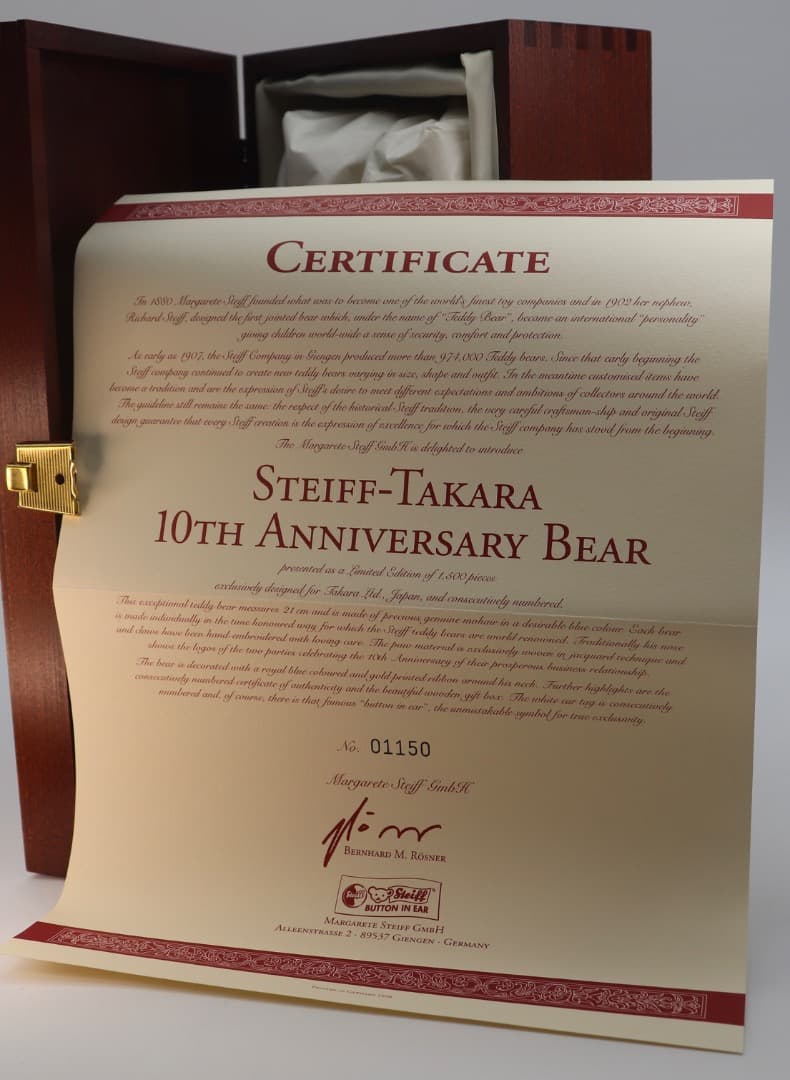 CERTIFICATE
In 1880 Margarete Steiff founded what was to become one of the world's finest toy companies and in 1902 her nephew,
Richard Steiff, designed the first jointed bear which, under the name of "Teddy Bear", became an international "personality"
giving children world-wide a sense of security, comfort and protection.
As early as 1907, the Steiff Company in Giengen produced more than 974,000 Teddy bears. Since that early beginning the
Steiff company continued to create new teddy bears varying in size, shape and outfit. In the meantime customised items have
become a tradition and are the expression of Steiff's desire to meet different expectations and ambitions of collectors around the world.
The guideline still remains the same: the respect of the historical Steiff tradition, the very careful craftsman-ship and original Steiff
design guarantee that every Steiff creation is the expression of excellence for which the Steiff company has stood from the beginning.
The Margarete Steiff GmbH is delighted to introduce
STEIFF-TAKARA
10TH ANNIVERSARY BEAR
presented as a Limited Edition of 1,500 pieces
exclusively designed for Takara Ltd., Japan, and consecutively numbered.
This exceptional teddy bear measures 21 cm and is made of precious, genuine mohair in a desirable blue colour. Each bear
is made individually in the time honoured way for which the Steiff teddy bears are world renowned. Traditionally his nose
and claws have been hand-embroidered with loving care. The paw material is exclusively woven in jacquard technique and
shows the logos of the two parties celebrating the 10th Anniversary of their prosperous business relationship.
The bear is decorated with a royal blue coloured and gold printed ribbon around his neck. Further highlights are the
consecutively numbered certificate of authenticity and the beautiful wooden gift box. The white ear tag is consecutively
numbered and, of course, there is that famous "button in ear", the unmistakable symbol for true exclusivity.
No. 01150
Margarete Steiff GmbH
BERNHARD M. RÖSNER
Steiff Steiff®
BUTTON IN EAR
MARGARETE STEIFF GMBH
ALLEENSTRASSE 2 · 89537 GIENGEN · GERMANY